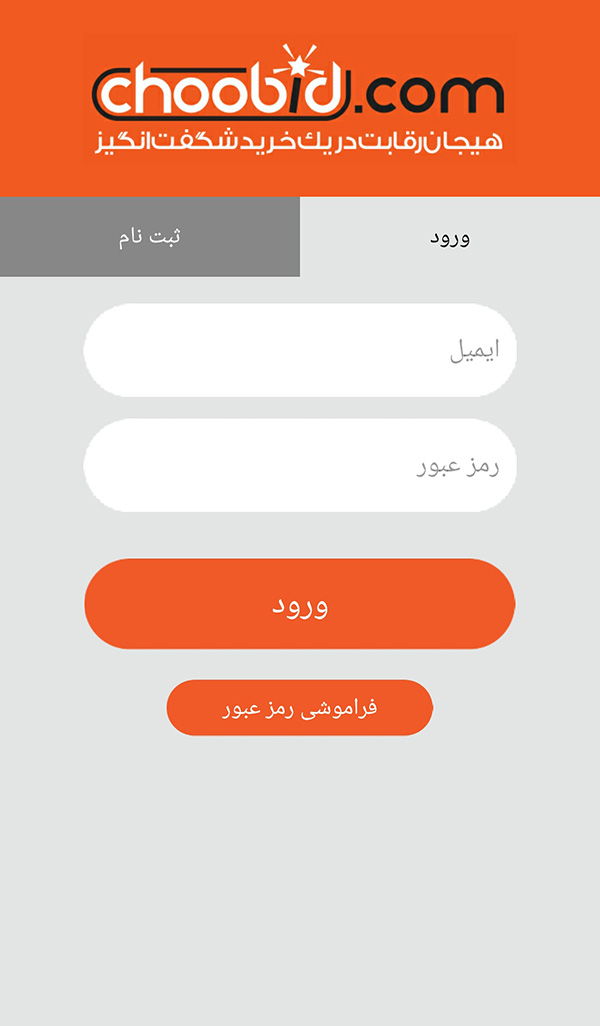 choobid.com
هیجان رقابت در یک خرید شگفت انگیز
ورود
ثبت نام
ایمیل
رمز عبور
ورود
فراموشی رمز عبور